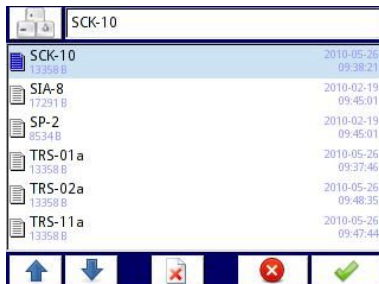 SCK-10
SCK-10
2010-05-26
13358 B
09:38:21
SIA-8
2010-02-19
17291 B
09:45:01
SP-2
2010-02-19
8534 B
09:45:01
TRS-01a
2010-05-26
13358 B
09:37:46
TRS-02a
2010-05-26
13358 B
09:48:35
TRS-11a
2010-05-26
13358 B
09:47:44